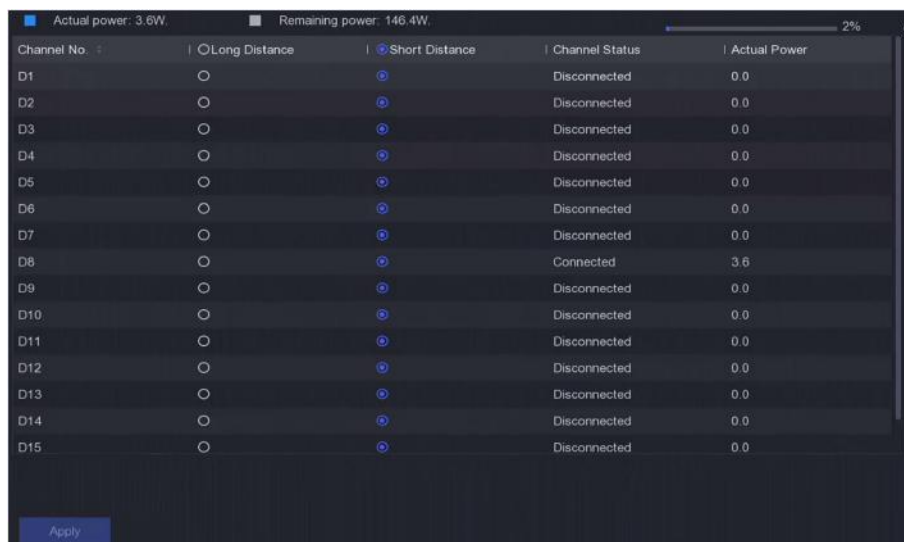 Actual power: 3.6W. Remaining power: 146.4W. 2%
Channel No. Long Distance Short Distance Channel Status Actual Power
D1 Disconnected 0.0
D2 Disconnected 0.0
D3 Disconnected 0.0
D4 Disconnected 0.0
D5 Disconnected 0.0
D6 Disconnected 0.0
D7 Disconnected 0.0
D8 Connected 3.6
D9 Disconnected 0.0
D10 Disconnected 0.0
D11 Disconnected 0.0
D12 Disconnected 0.0
D13 Disconnected 0.0
D14 Disconnected 0.0
D15 Disconnected 0.0
Apply